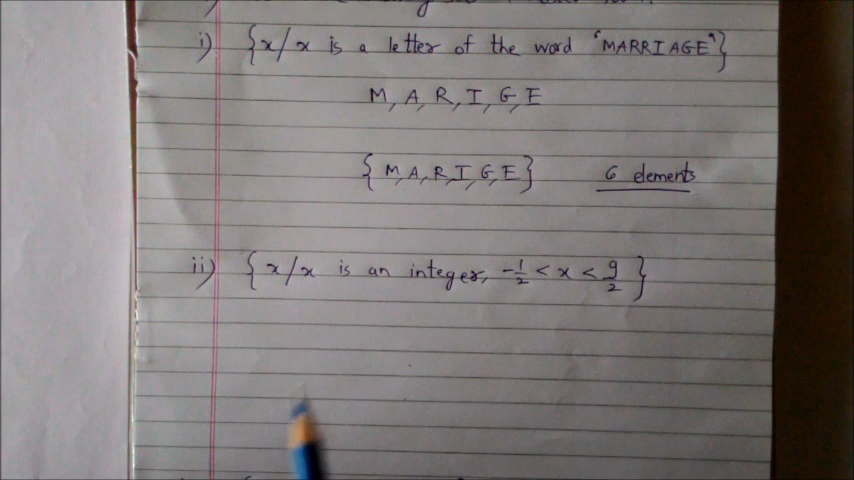 i) {x/x is a letter of the word "MARRIAGE"}
M, A, R, I, G, E
{M, A, R, I, G, E} 6 elements
ii) {x/x is an integer, -1/2 < x < 9/2}